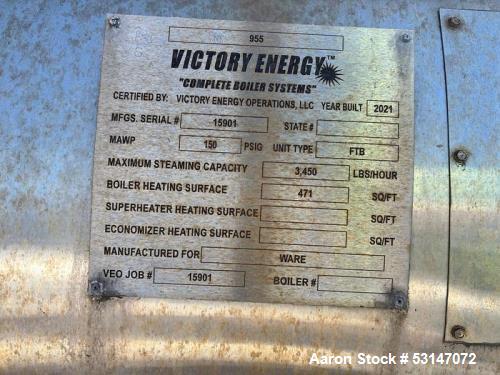 955
VICTORY ENERGY™
"COMPLETE BOILER SYSTEMS"
CERTIFIED BY: VICTORY ENERGY OPERATIONS, LLC YEAR BUILT 2021
MFGS. SERIAL # 15901 STATE #
MAWP 150 PSIG UNIT TYPE FTB
MAXIMUM STEAMING CAPACITY 3,450 LBS/HOUR
BOILER HEATING SURFACE 471 SQ/FT
SUPERHEATER HEATING SURFACE SQ/FT
ECONOMIZER HEATING SURFACE SQ/FT
MANUFACTURED FOR WARE
VEO JOB # 15901 BOILER #
Aaron Stock # 53147072